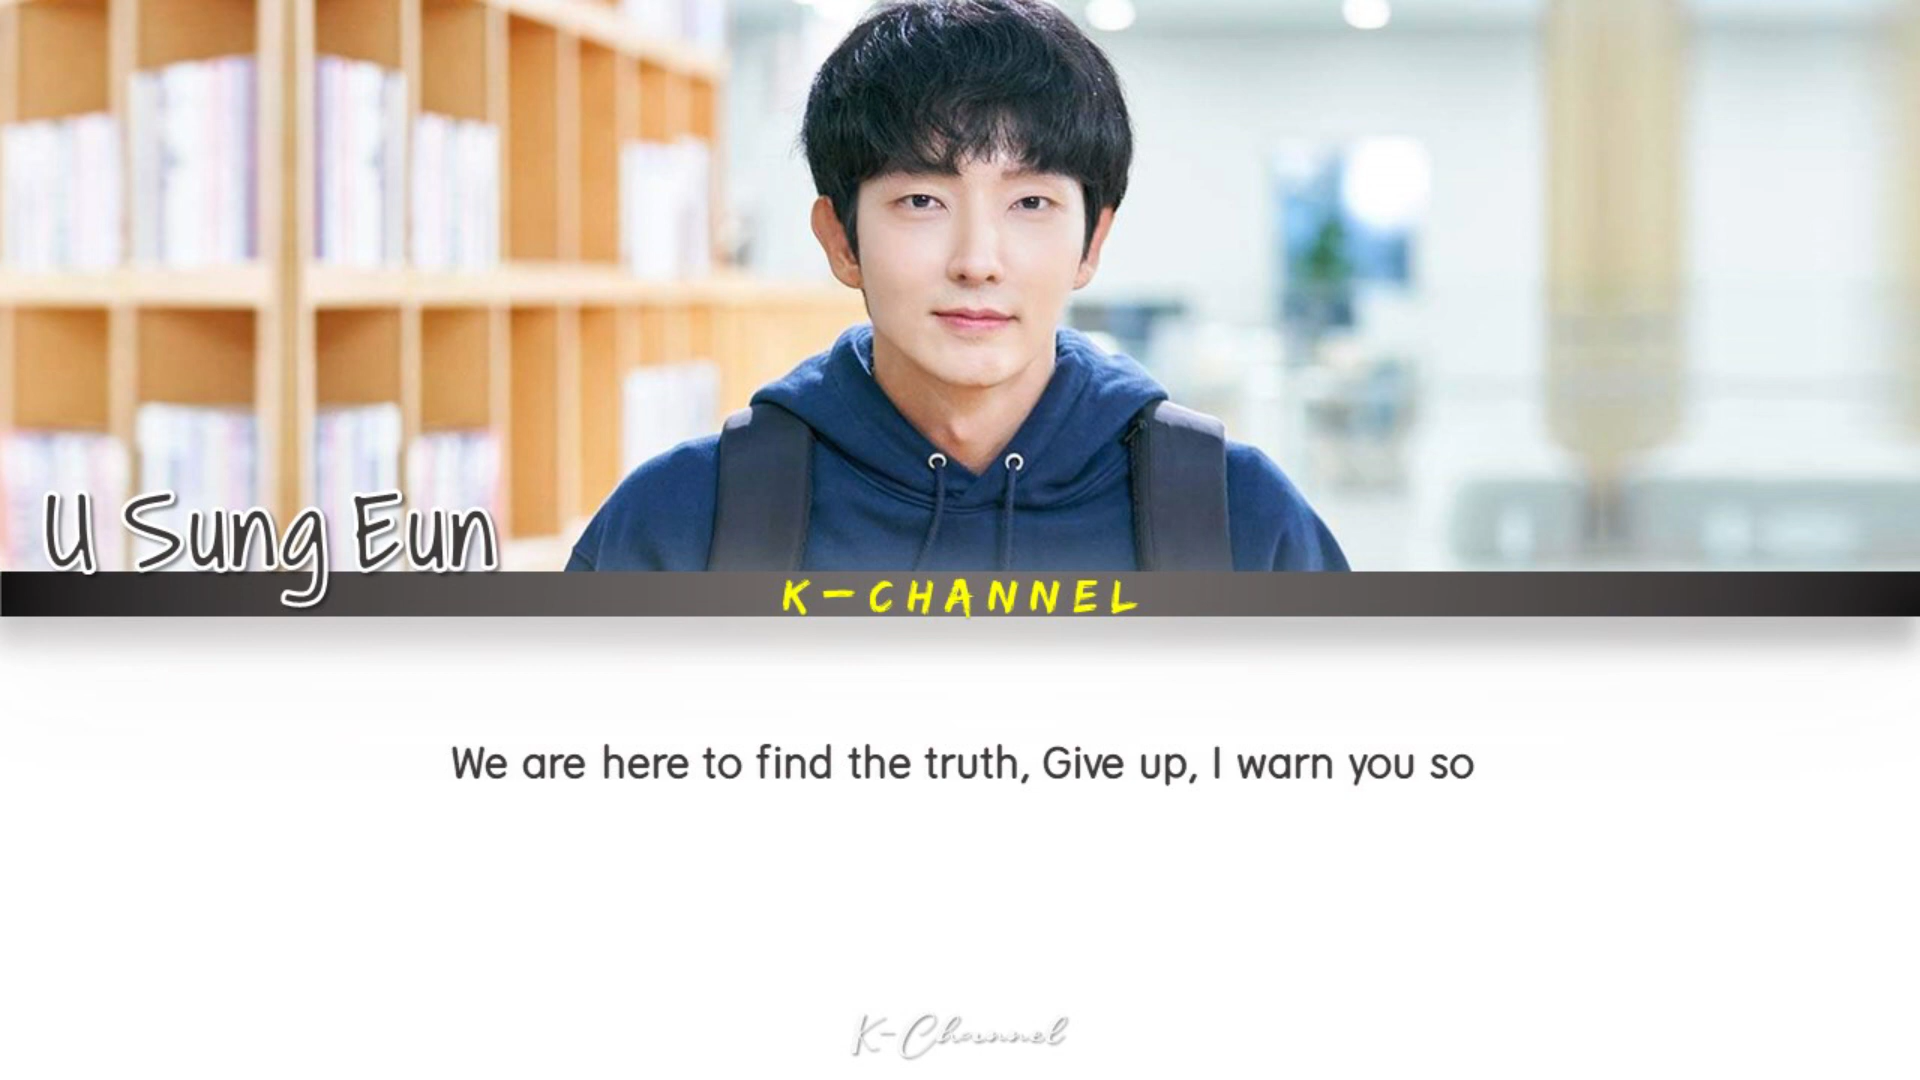 U Sung Eun
K-CHANNEL
We are here to find the truth, Give up, I warn you so
K-Channel